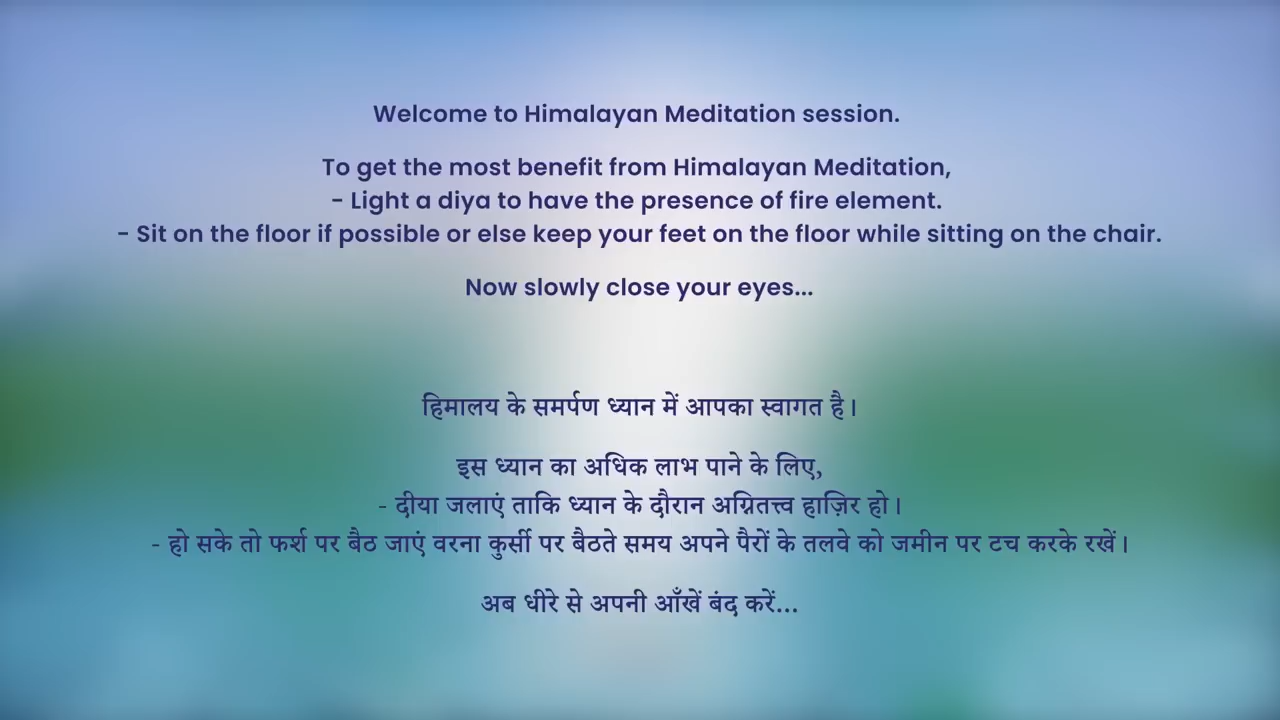 Welcome to Himalayan Meditation session.
To get the most benefit from Himalayan Meditation,
- Light a diya to have the presence of fire element.
- Sit on the floor if possible or else keep your feet on the floor while sitting on the chair.
Now slowly close your eyes...
हिमालय के समर्पण ध्यान में आपका स्वागत है।
इस ध्यान का अधिक लाभ पाने के लिए,
- दीया जलाएं ताकि ध्यान के दौरान अग्नितत्त्व हाज़िर हो।
- हो सके तो फर्श पर बैठ जाएं वरना कुर्सी पर बैठते समय अपने पैरों के तलवे को जमीन पर टच करके रखें।
अब धीरे से अपनी आँखें बंद करें...